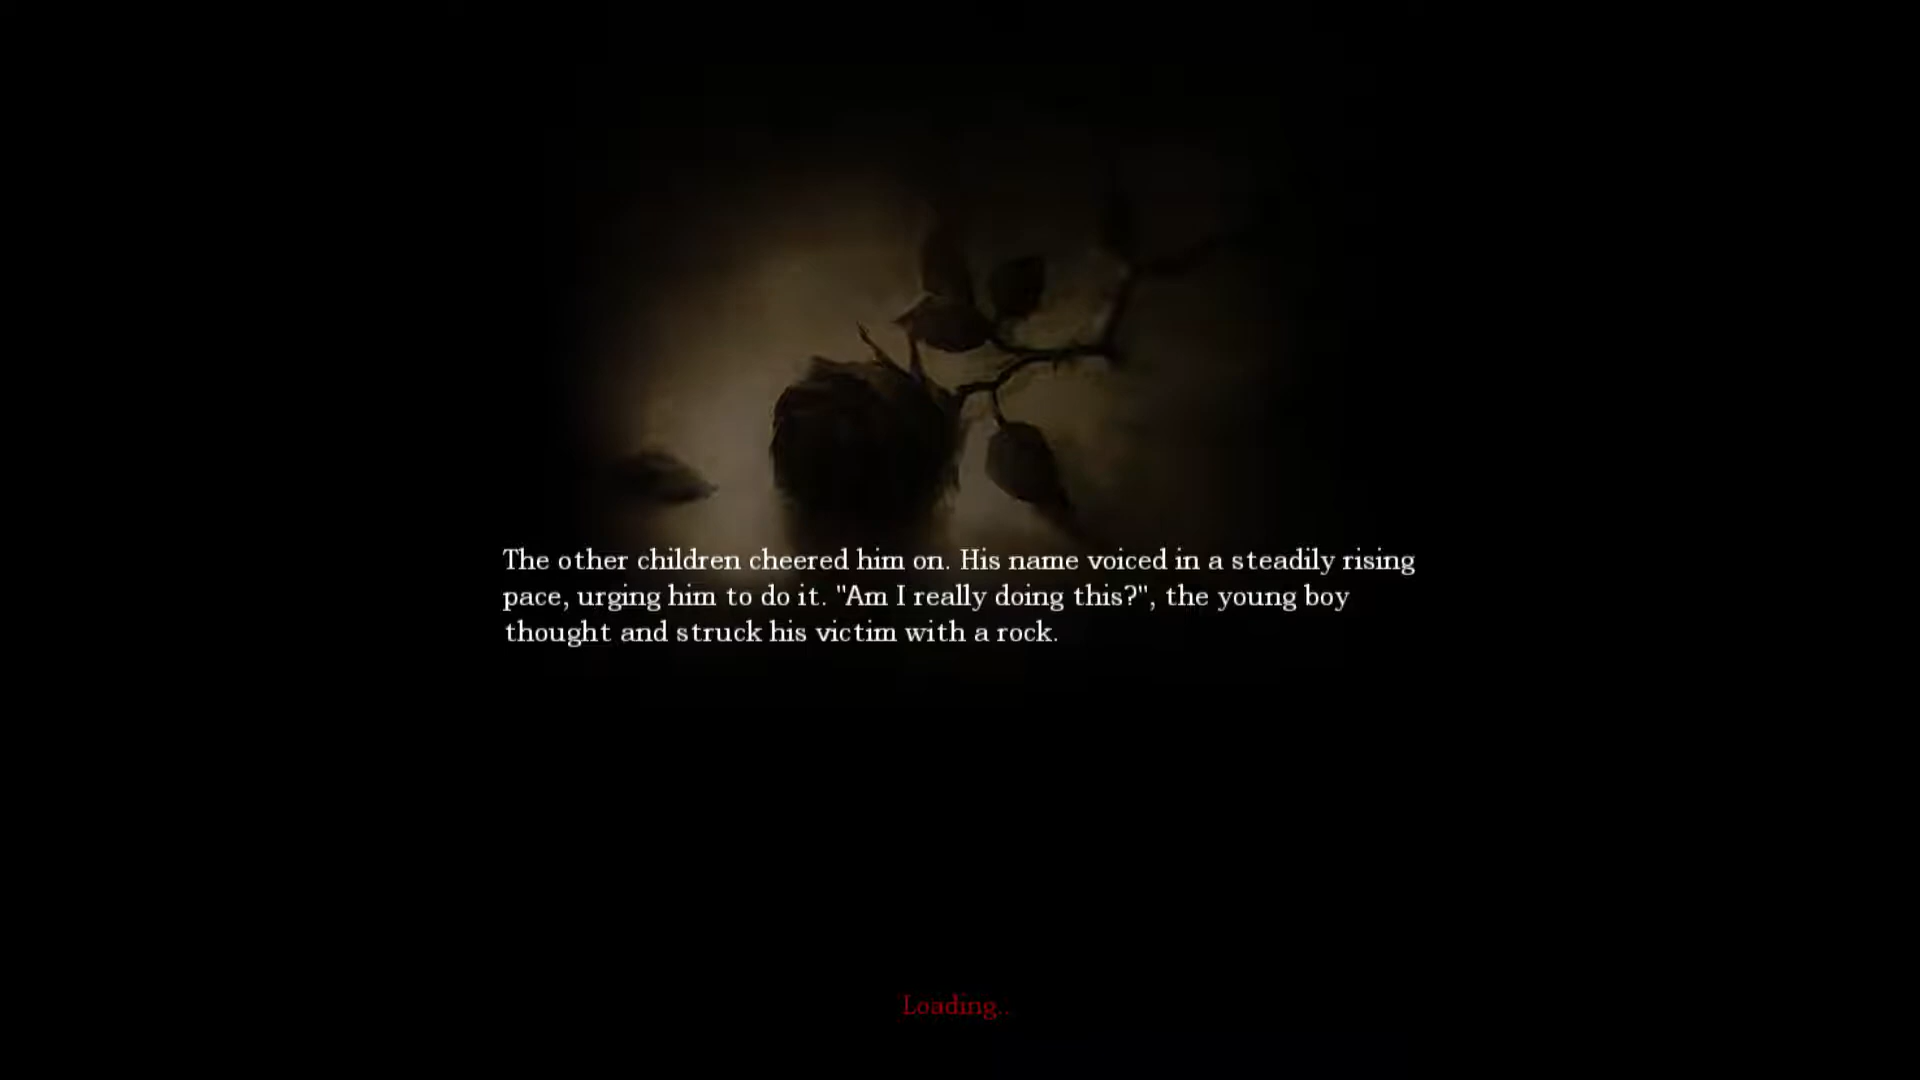 The other children cheered him on. His name voiced in a steadily rising
pace, urging him to do it. "Am I really doing this?", the young boy
thought and struck his victim with a rock.
Loading..